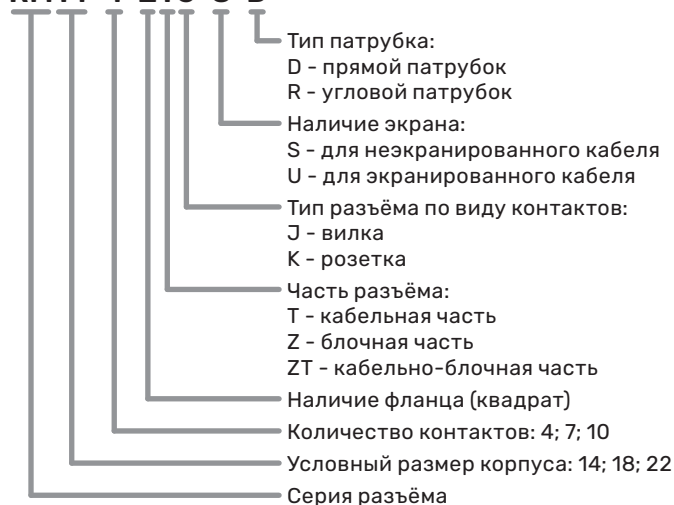 Тип патрубка:
D - прямой патрубок
R - угловой патрубок
Наличие экрана:
S - для неэкранированного кабеля
U - для экранированного кабеля
Тип разъёма по виду контактов:
J - вилка
K - розетка
Часть разъёма:
T - кабельная часть
Z - блочная часть
ZT - кабельно-блочная часть
Наличие фланца (квадрат)
Количество контактов: 4; 7; 10
Условный размер корпуса: 14; 18; 22
Серия разъёма